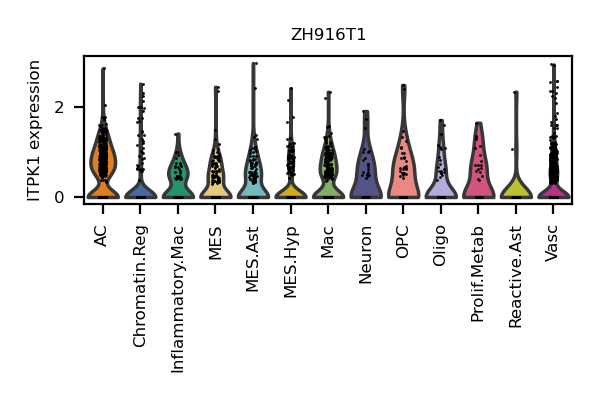 ZH916T1
ITPK1 expression
2
0
AC
Chromatin.Reg
Inflammatory.Mac
MES
MES.Ast
MES.Hyp
Mac
Neuron
OPC
Oligo
Prolif.Metab
Reactive.Ast
Vasc